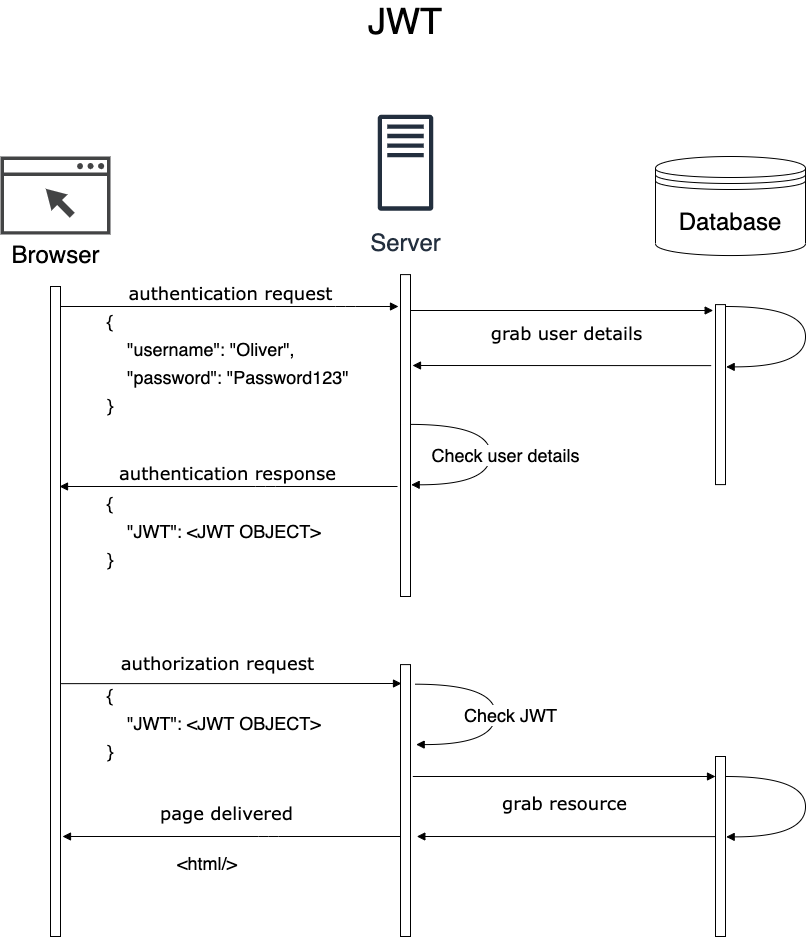 JWT
Browser
Server
Database
authentication request
{
"username": "Oliver",
"password": "Password123"
}
grab user details
Check user details
authentication response
{
"JWT": <JWT OBJECT>
}
authorization request
{
"JWT": <JWT OBJECT>
}
Check JWT
grab resource
page delivered
<html/>